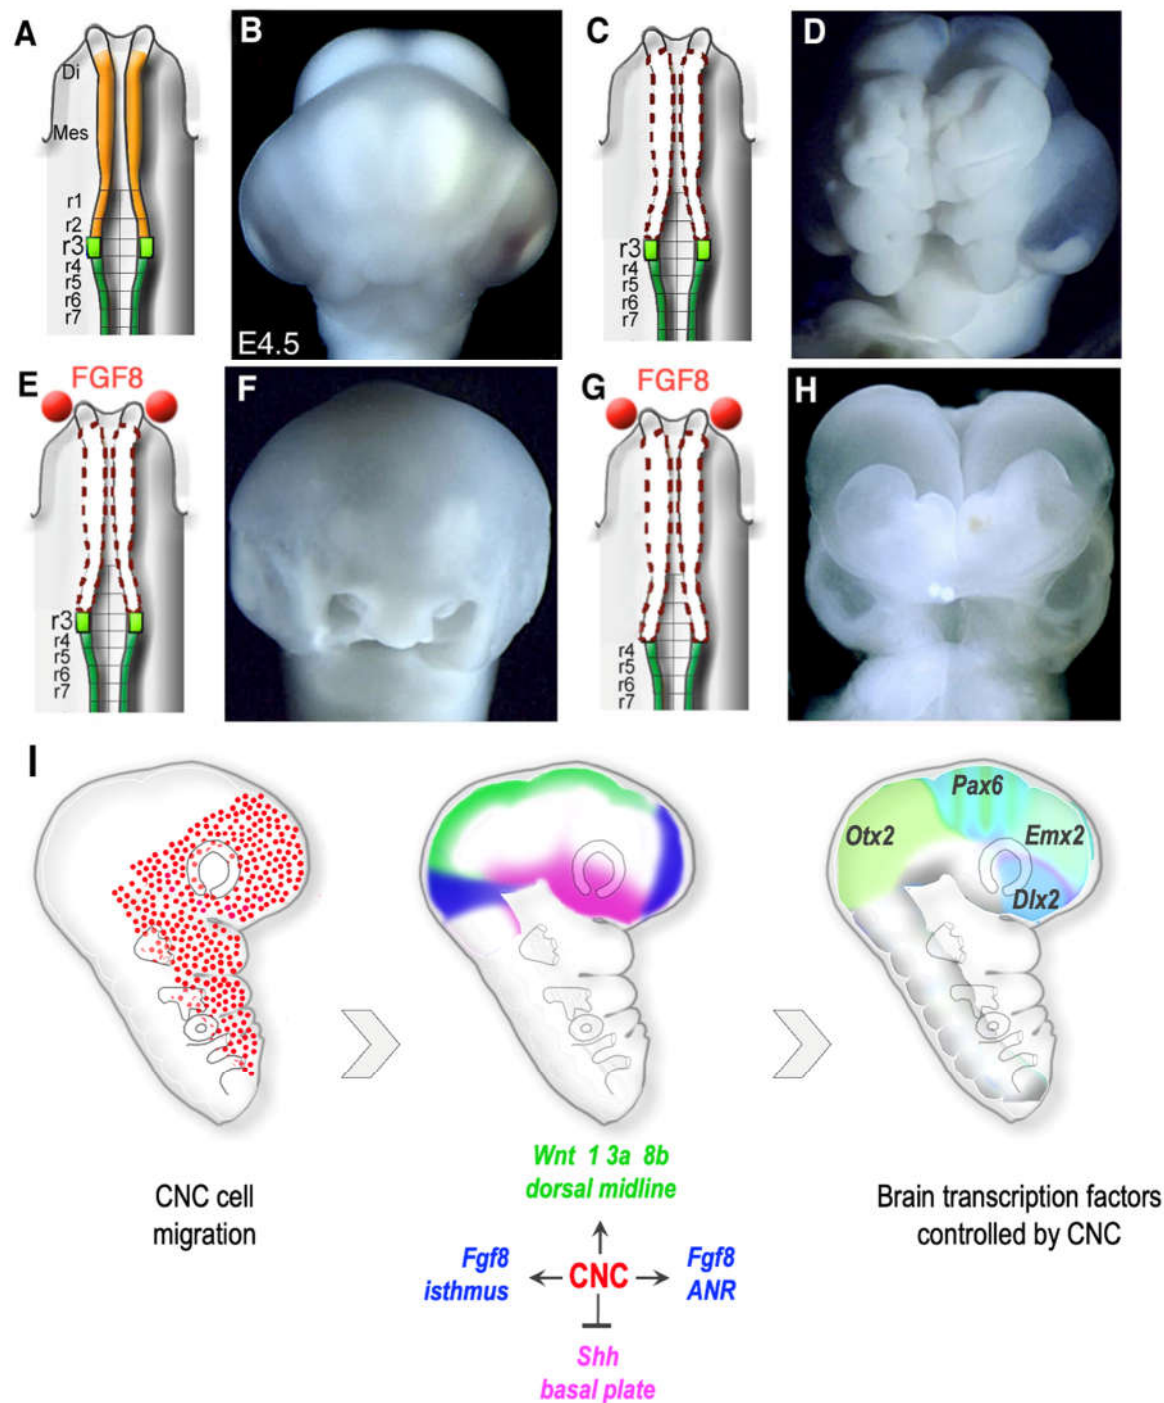 A
Di
Mes
r1
r2
r3
r4
r5
r6
r7
B
E4.5
C
r3
r4
r5
r6
r7
D
E
FGF8
r3
r4
r5
r6
r7
F
G
FGF8
r4
r5
r6
r7
H
I
Otx2
Pax6
Emx2
Dlx2
CNC cell
migration
Wnt 1 3a 8b
dorsal midline
Fgf8
isthmus
CNC
Fgf8
ANR
Shh
basal plate
Brain transcription factors
controlled by CNC